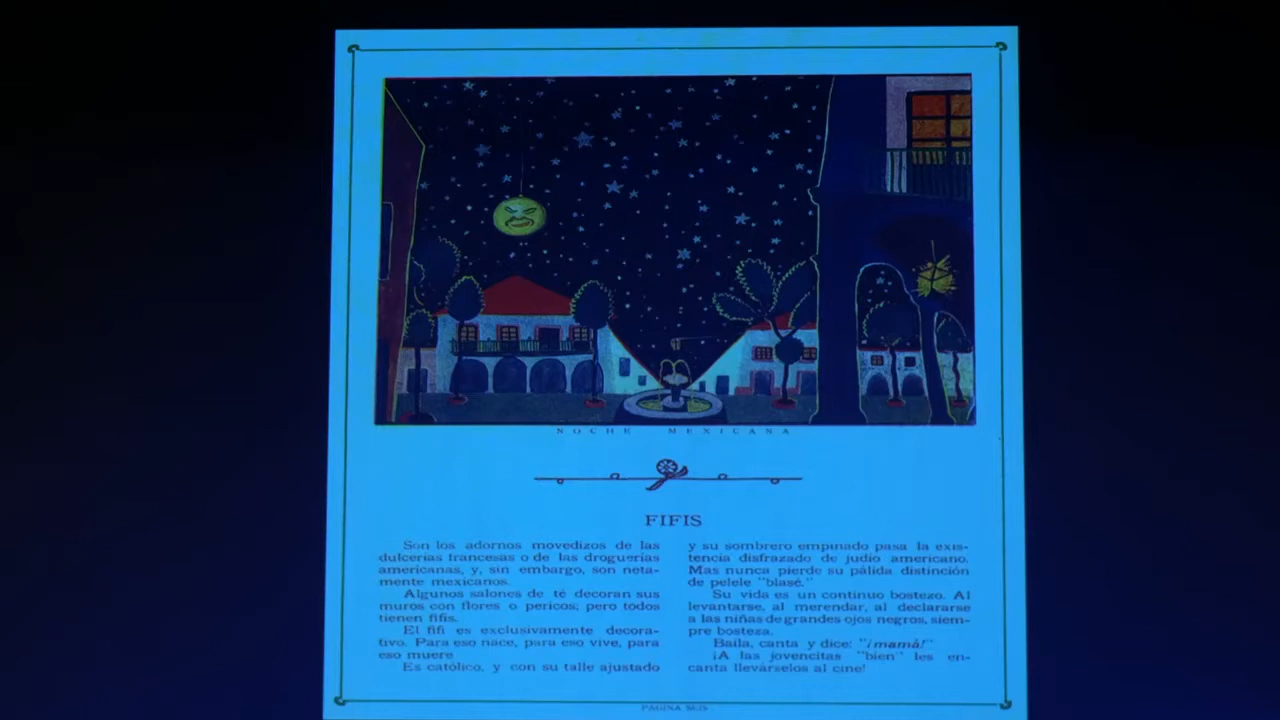 NOCHE MEXICANA
FIFIS
Son los adornos movedizos de las
dulcerías francesas o de las droguerías
americanas, y, sin embargo, son neta-
mente mexicanos.
Algunos salones de té decoran sus
muros con flores o pericos; pero todos
tienen fifis.
El fifí es exclusivamente decora-
tivo. Para eso nace, para eso vive, para
eso muere
Es católico, y con su talle ajustado
y su sombrero empinado pasa la exis-
tencia disfrazado de judío americano.
Mas nunca pierde su pálida distinción
de pelele "blasé."
Su vida es un continuo bostezo. Al
levantarse, al merendar, al declararse
a las niñas de grandes ojos negros, siem-
pre bosteza.
Baila, canta y dice: "¡mamá!"
¡A las jovencitas "bien" les en-
canta llevárselos al cine!
PAGINA SEIS